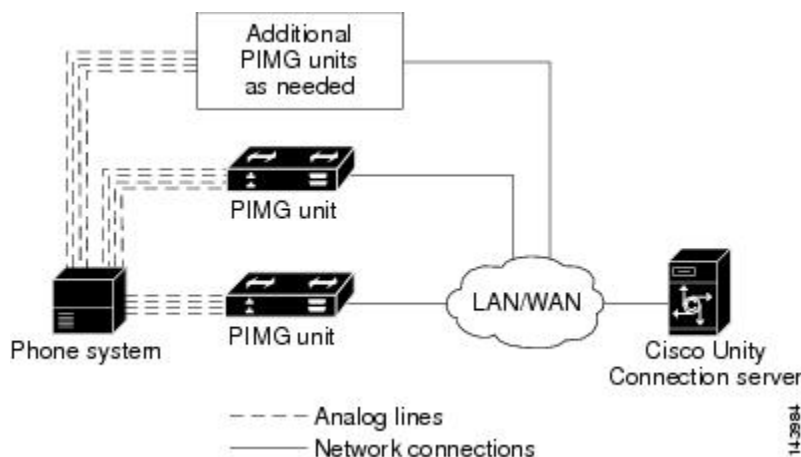 Additional
PIMG units
as needed
PIMG unit
PIMG unit
LAN/WAN
Phone system
Cisco Unity
Connection server
Analog lines
Network connections
143984